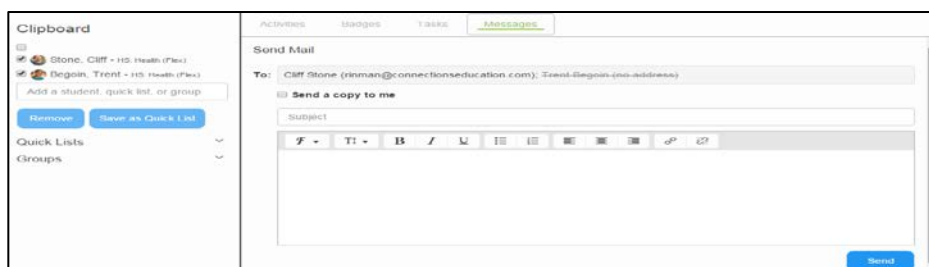 Clipboard
Stone, Cliff • HS. Health (Flex)
Begoin, Trent • HS. Health (Flex)
Add a student, quick list, or group
Remove
Save as Quick List
Quick Lists
Groups
Activities
Badges
Tasks
Messages
Send Mail
To: Cliff Stone (rinman@connectionseducation.com); Trent Begoin (no address)
Send a copy to me
Subject
F T B I U
Send